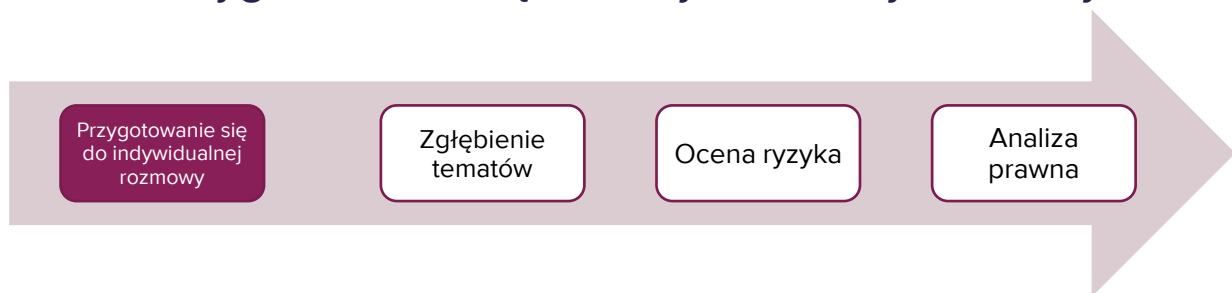 Przygotowanie się
do indywidualnej
rozmowy
Zgłębienie
tematów
Ocena ryzyka
Analiza
prawna